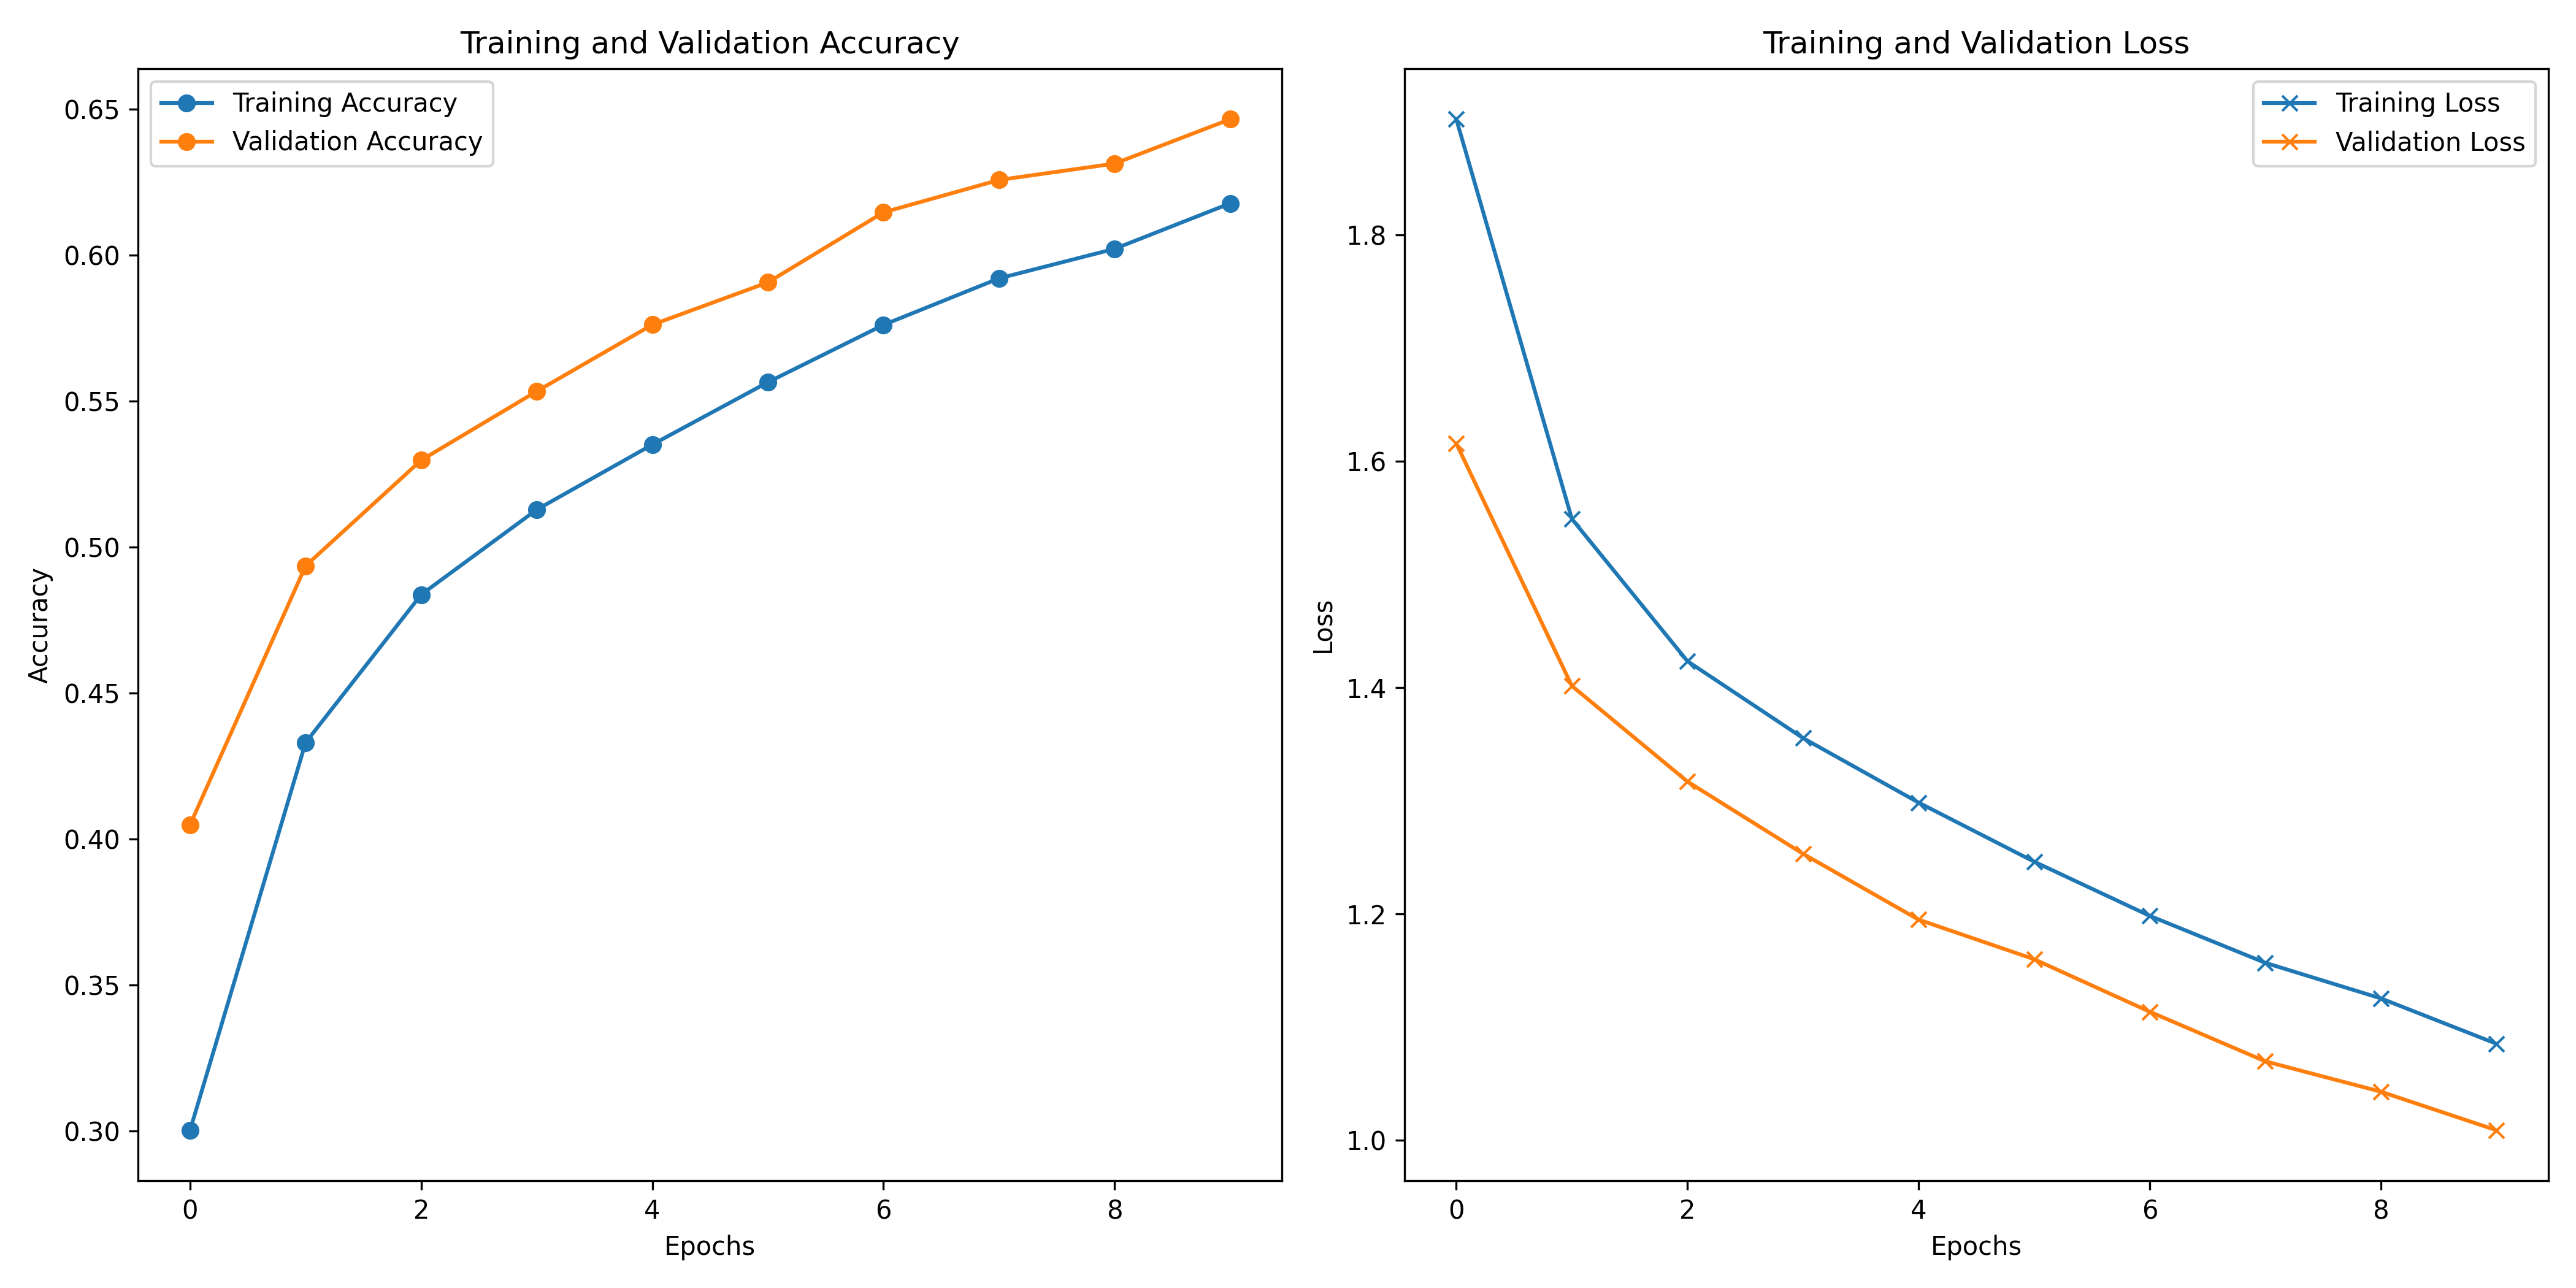 Training and Validation Accuracy
Training Accuracy
Validation Accuracy
0.65
0.60
0.55
0.50
0.45
0.40
0.35
0.30
Accuracy
0 2 4 6 8
Epochs
Training and Validation Loss
Training Loss
Validation Loss
1.8
1.6
1.4
1.2
1.0
Loss
0 2 4 6 8
Epochs